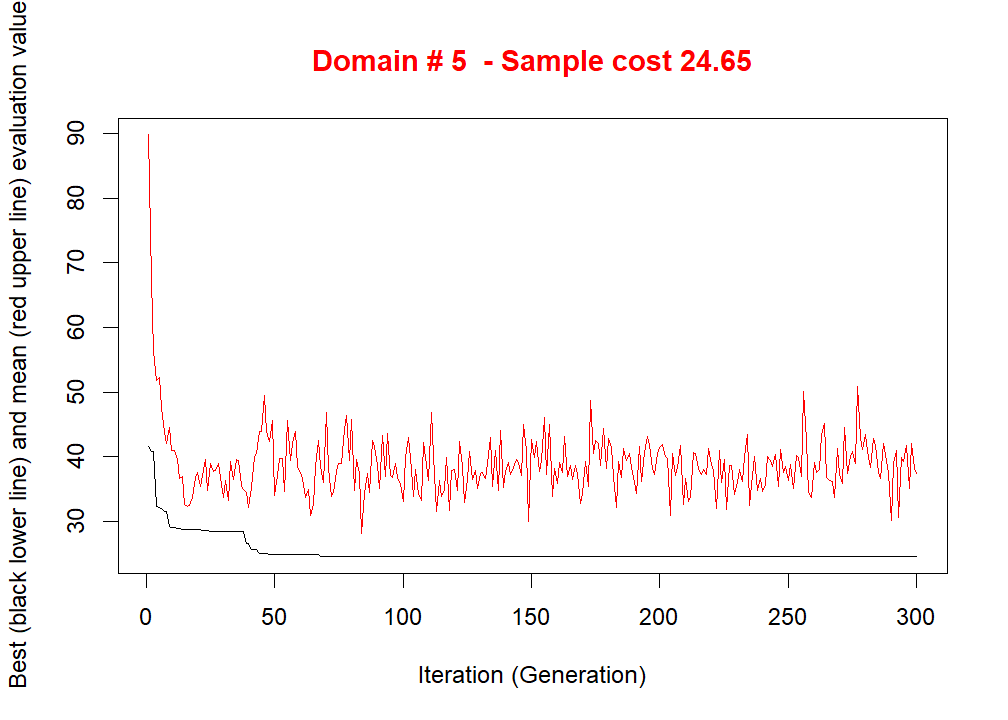 Domain # 5  - Sample cost 24.65
Best (black lower line) and mean (red upper line) evaluation value
90
80
70
60
50
40
30
0 50 100 150 200 250 300
Iteration (Generation)